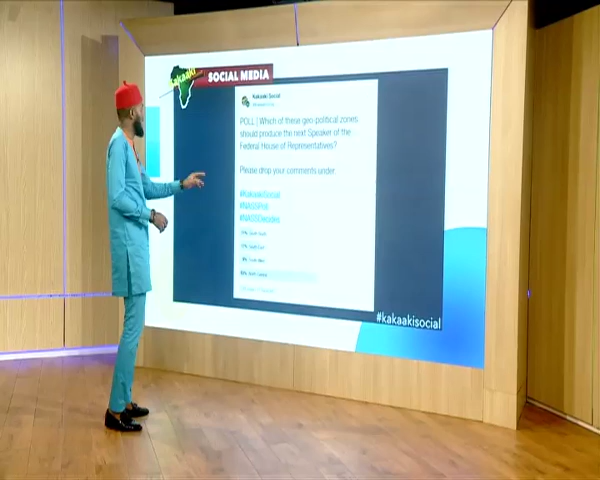 Kakaaki
SOCIAL MEDIA
Kakaaki Social
POLL | Which of these geo-political zones
should produce the next Speaker of the
Federal House of Representatives?
Please drop your comments under.
#KakaakiSocial
#NASSPoll
#NASSDecides
#kakaakisocial